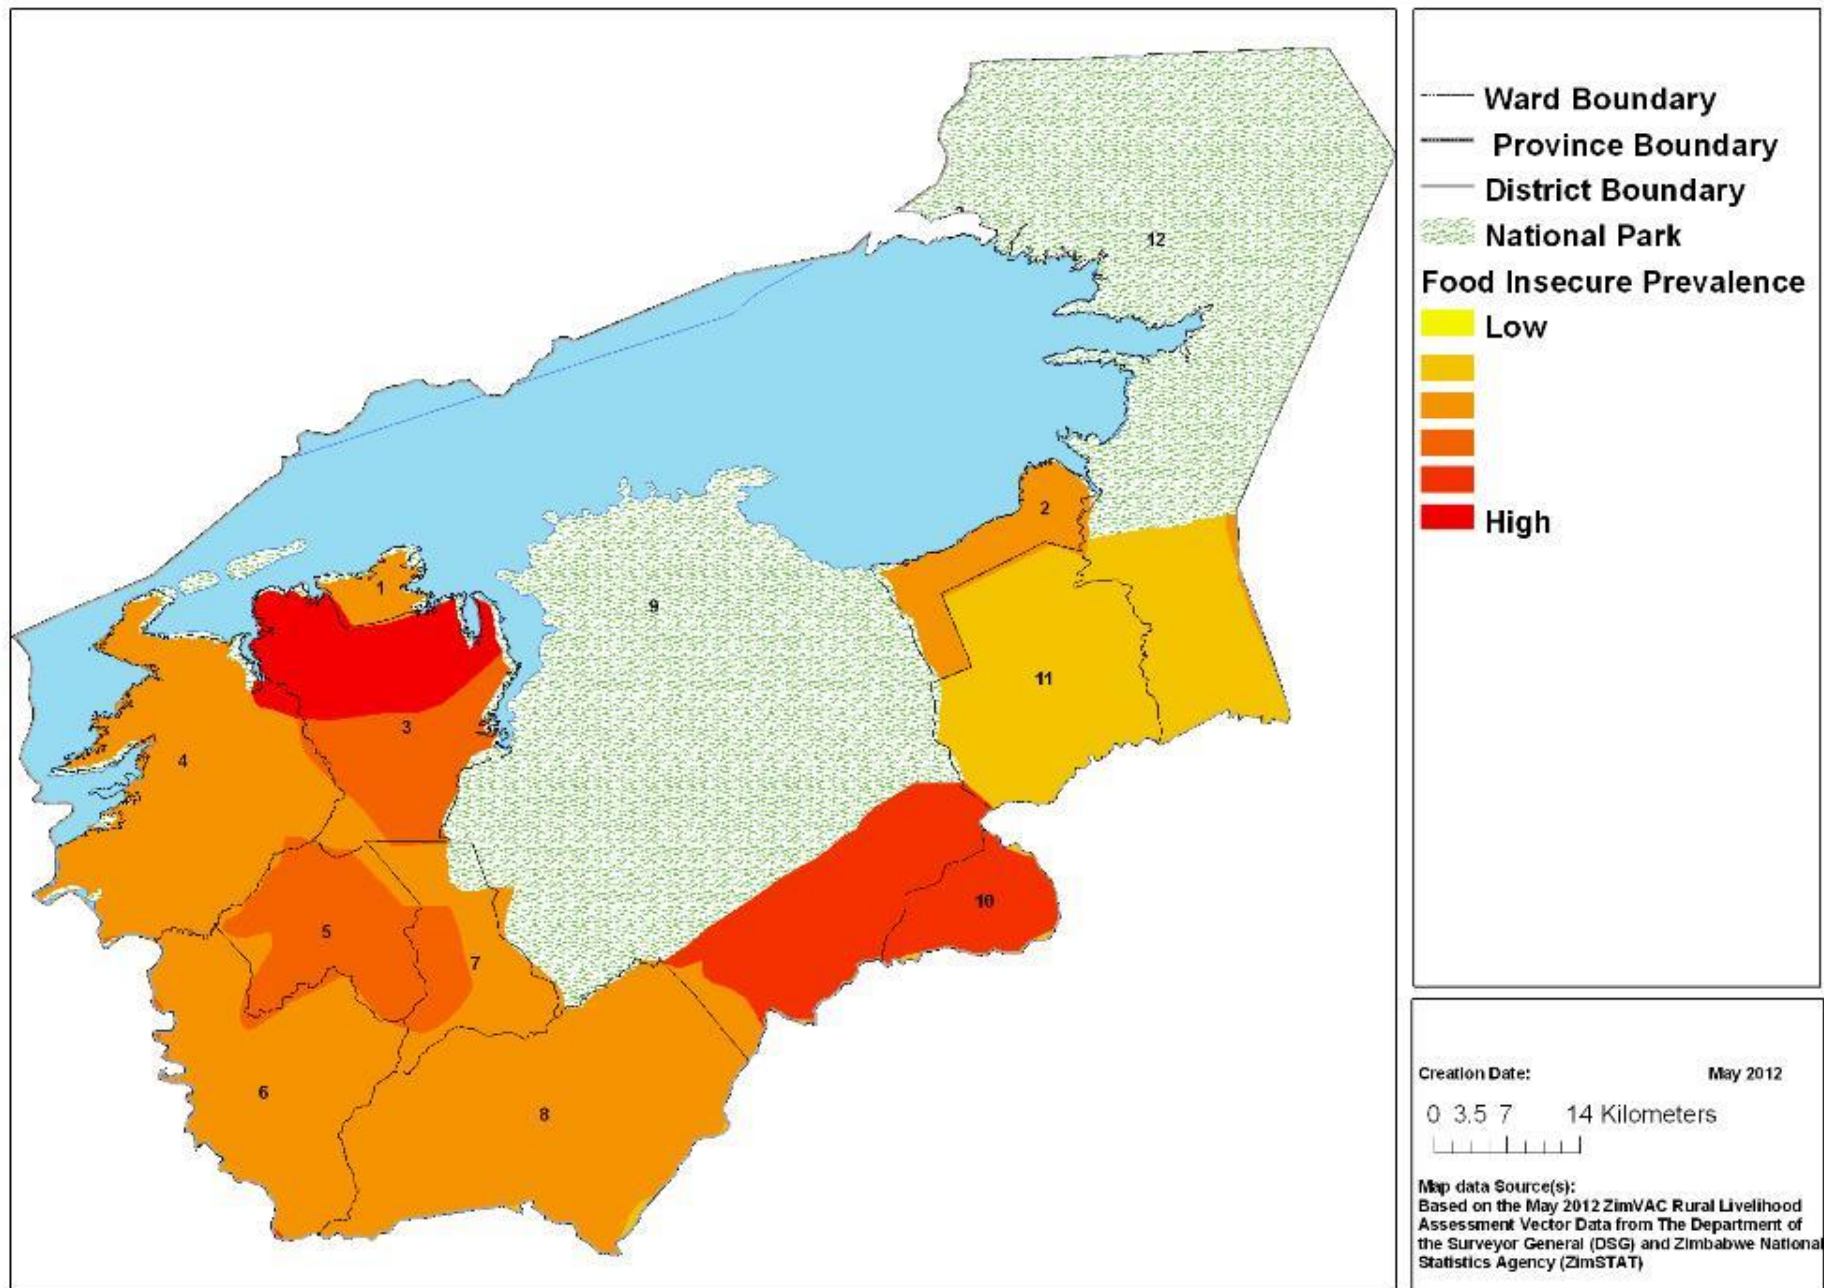 12
2
1
9
11
3
4
10
5
7
6
8
Ward Boundary
Province Boundary
District Boundary
National Park
Food Insecure Prevalence
Low
High
Creation Date: May 2012
0 3.5 7 14 Kilometers
Map data Source(s):
Based on the May 2012 ZimVAC Rural Livelihood
Assessment Vector Data from The Department of
the Surveyor General (DSG) and Zimbabwe National
Statistics Agency (ZimSTAT)